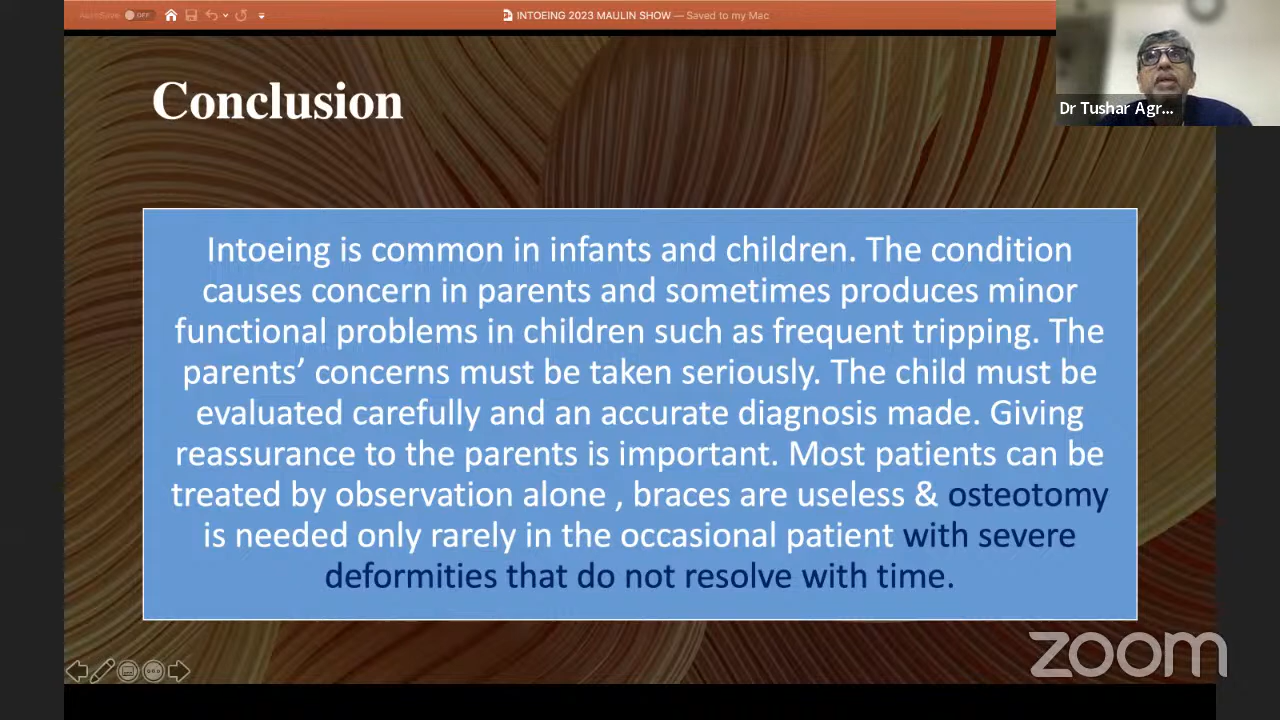 AutoSave OFF
INTOEING 2023 MAULIN SHOW — Saved to my Mac
Dr Tushar Agr...
Conclusion
Intoeing is common in infants and children. The condition
causes concern in parents and sometimes produces minor
functional problems in children such as frequent tripping. The
parents’ concerns must be taken seriously. The child must be
evaluated carefully and an accurate diagnosis made. Giving
reassurance to the parents is important. Most patients can be
treated by observation alone , braces are useless & osteotomy
is needed only rarely in the occasional patient with severe
deformities that do not resolve with time.
zoom